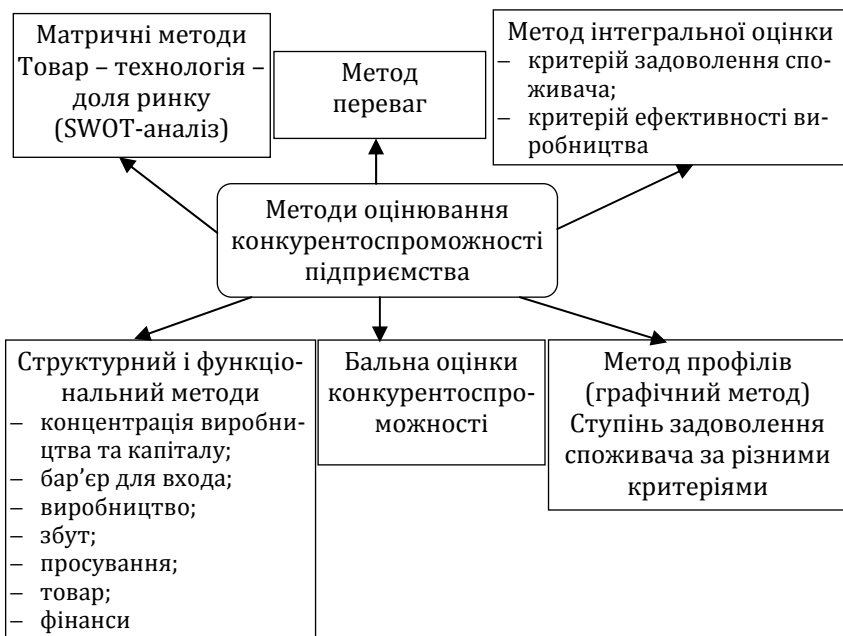 Матричні методи
Товар – технологія –
доля ринку
(SWOT-аналіз)
Метод
переваг
Метод інтегральної оцінки
– критерій задоволення спо-
живача;
– критерій ефективності ви-
робництва
Методи оцінювання
конкурентоспроможності
підприємства
Структурний і функціо-
нальний методи
– концентрація виробни-
цтва та капіталу;
– бар’єр для входа;
– виробництво;
– збут;
– просування;
– товар;
– фінанси
Бальна оцінки
конкурентоспро-
можності
Метод профілів
(графічний метод)
Ступінь задоволення
споживача за різними
критеріями